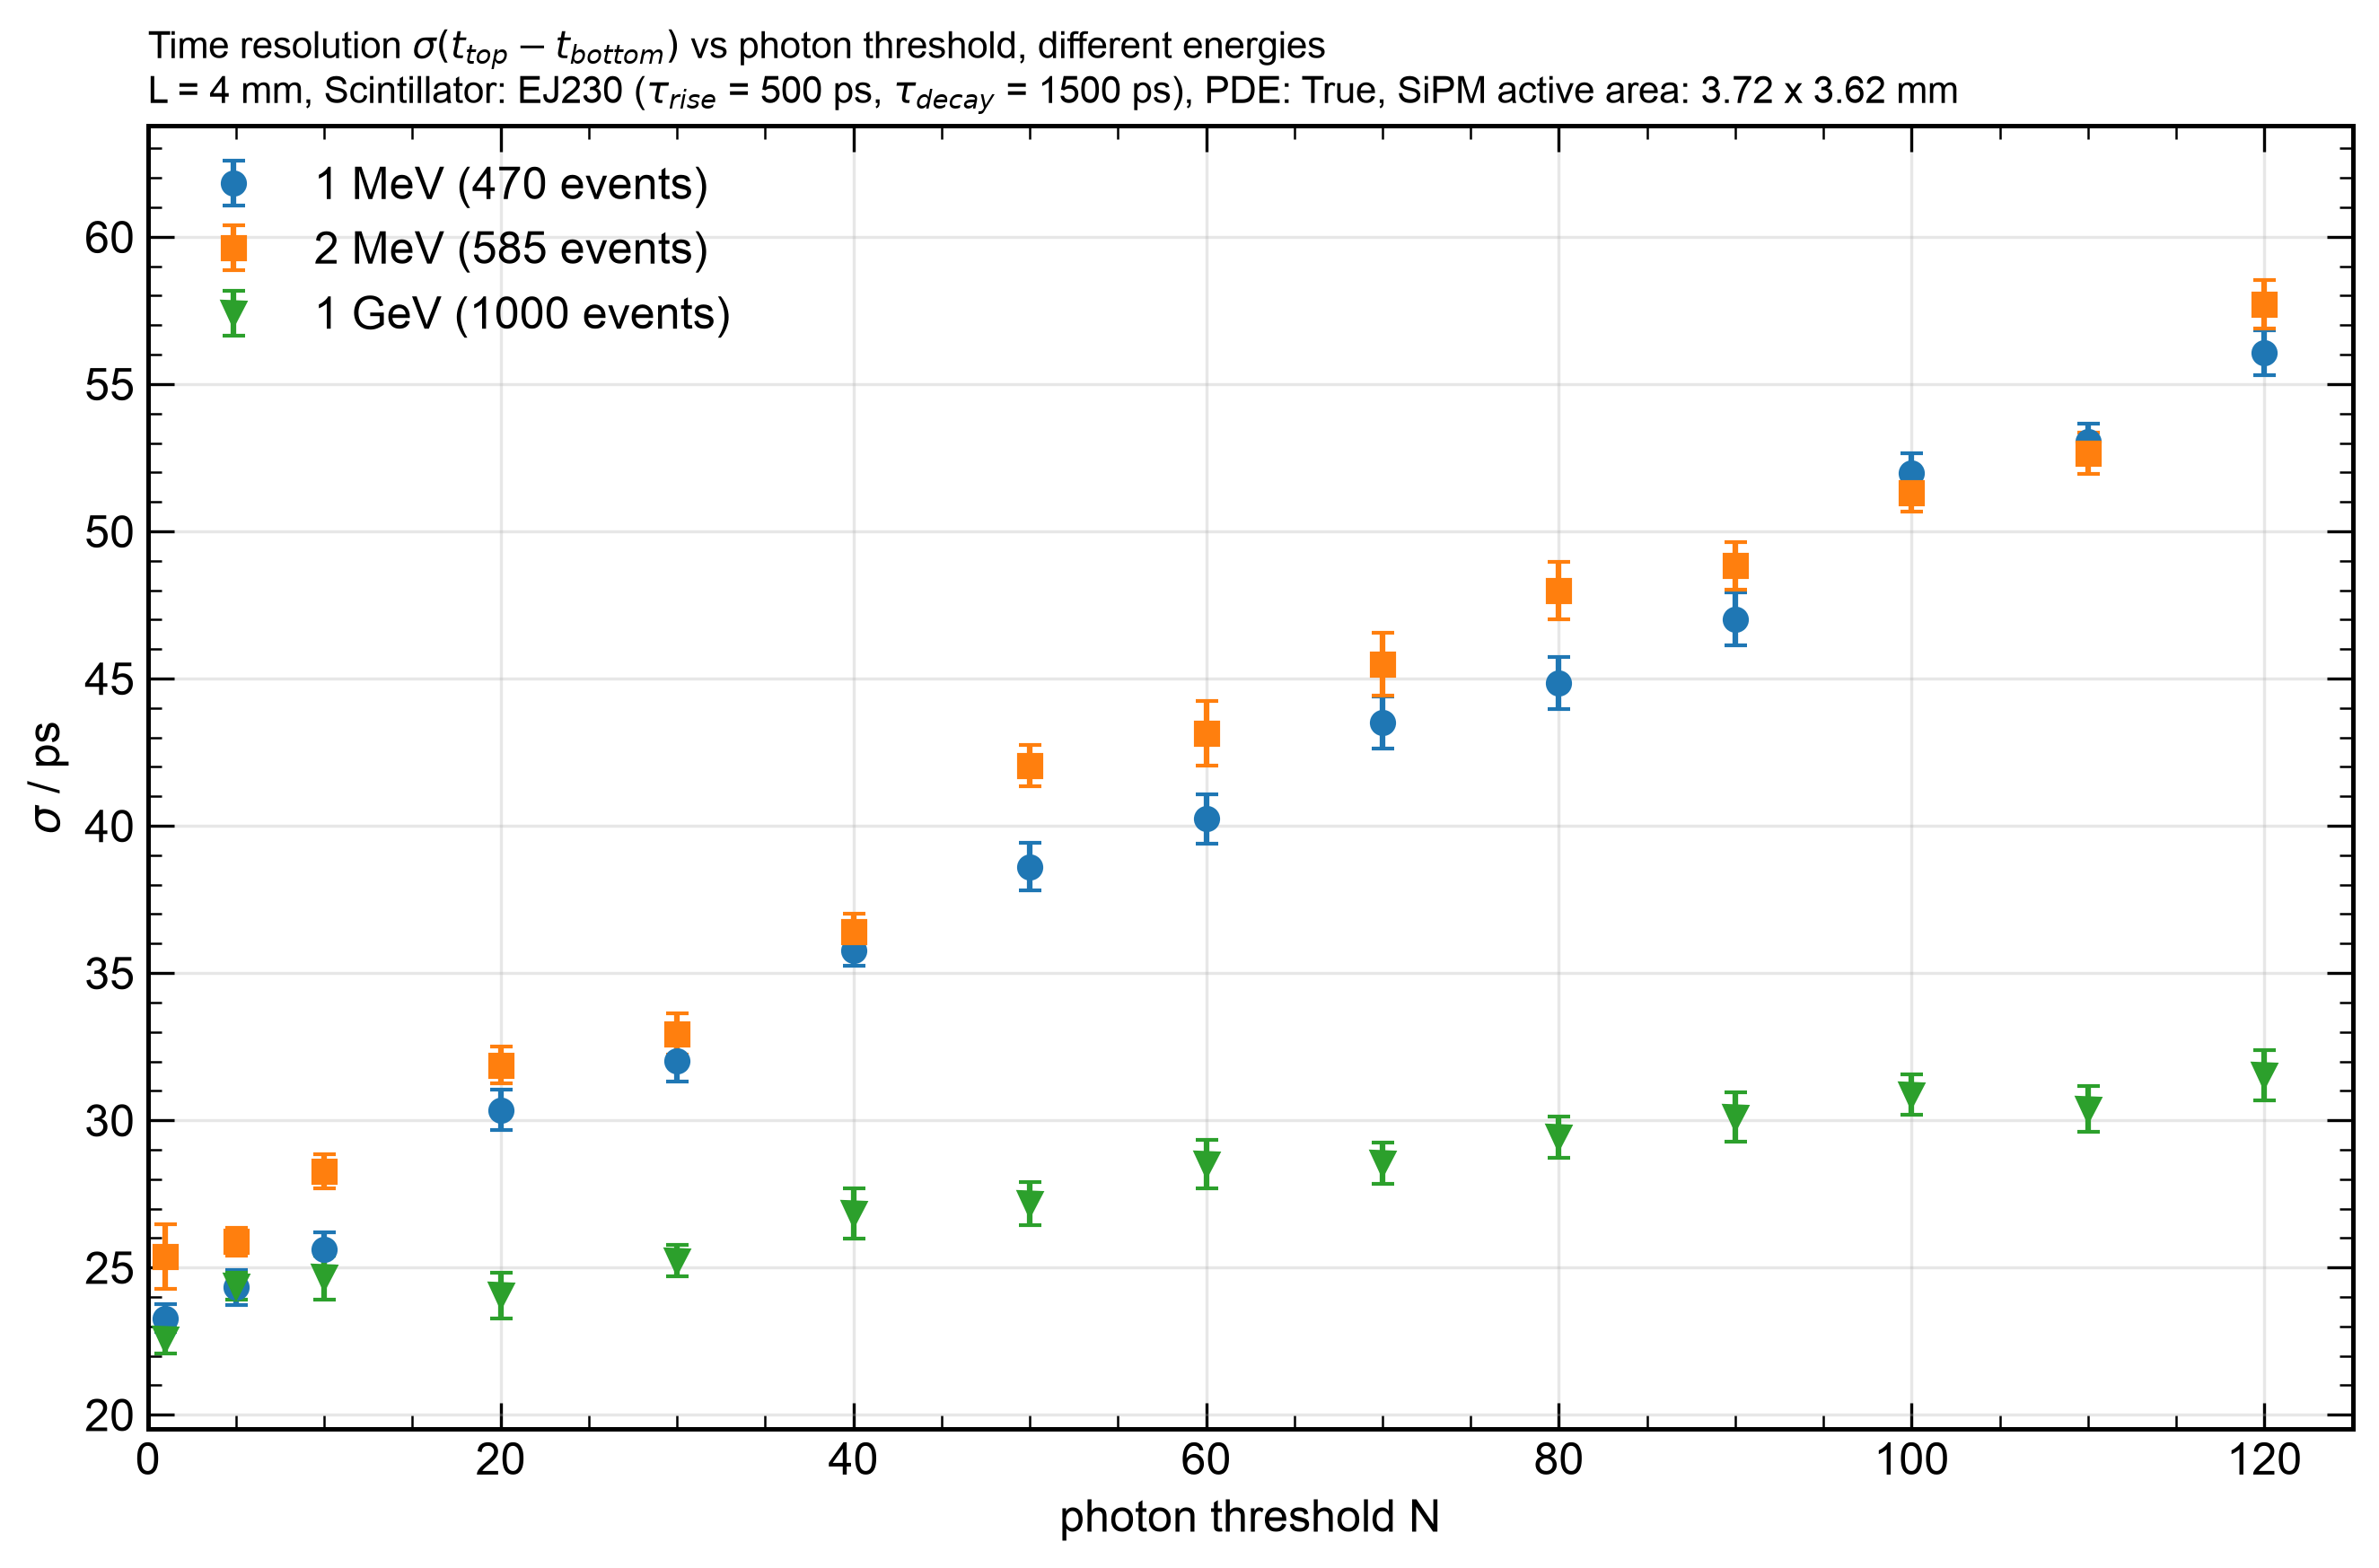 Time resolution σ(t_top − t_bottom) vs photon threshold, different energies
L = 4 mm, Scintillator: EJ230 (τ_rise = 500 ps, τ_decay = 1500 ps), PDE: True, SiPM active area: 3.72 x 3.62 mm
1 MeV (470 events)
2 MeV (585 events)
1 GeV (1000 events)
60
55
50
45
40
35
30
25
20
σ / ps
0 20 40 60 80 100 120
photon threshold N